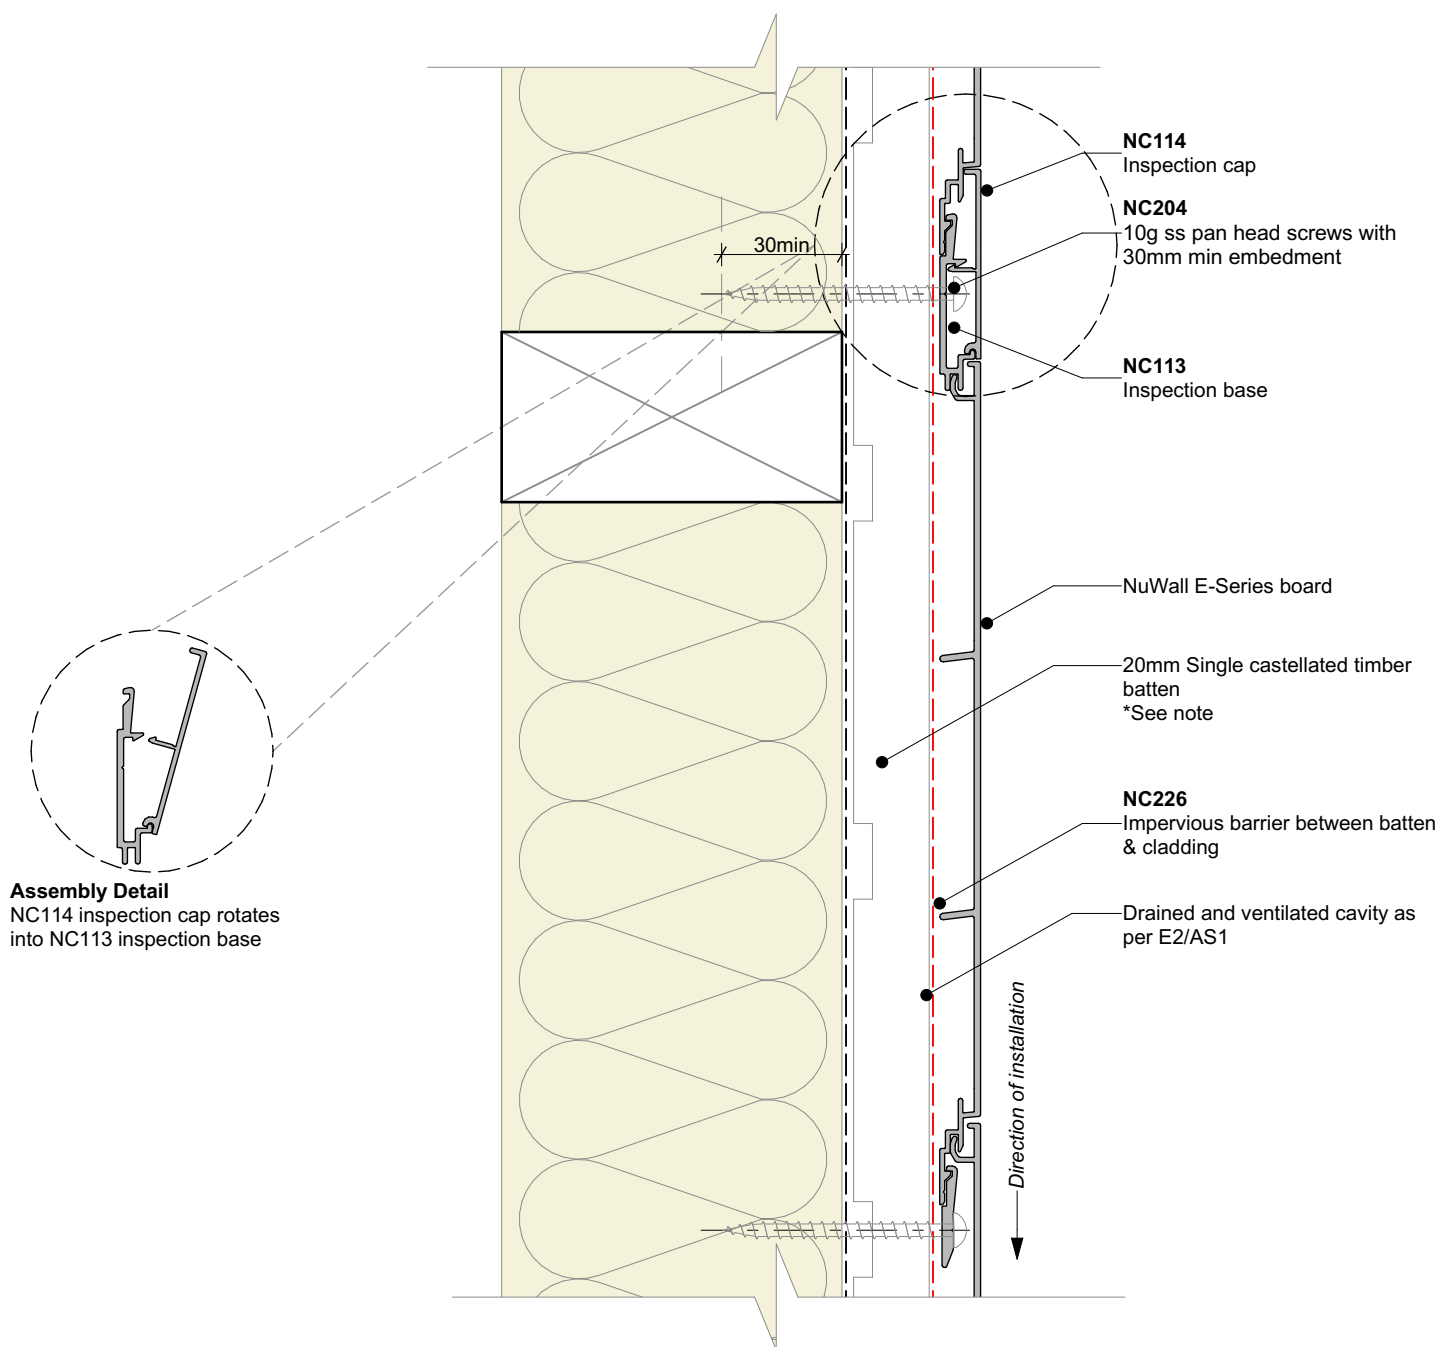 NC114
Inspection cap
NC204
10g ss pan head screws with
30mm min embedment
30min
NC113
Inspection base
NuWall E-Series board
20mm Single castellated timber
batten
*See note
NC226
Impervious barrier between batten
& cladding
Drained and ventilated cavity as
per E2/AS1
Assembly Detail
NC114 inspection cap rotates
into NC113 inspection base
Direction of installation